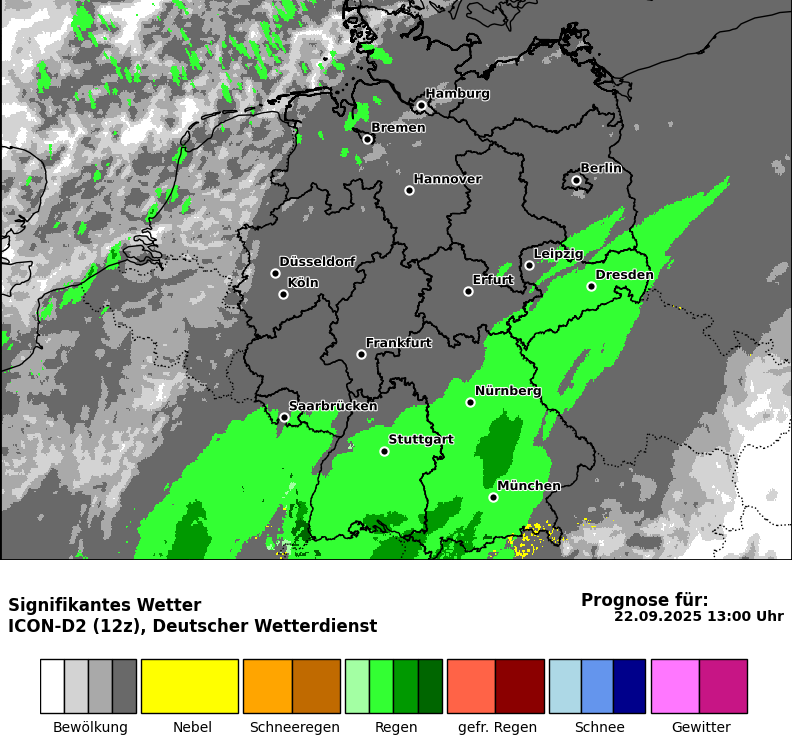 Hamburg
Bremen
Berlin
Hannover
Leipzig
Düsseldorf
Dresden
Köln
Erfurt
Frankfurt
Nürnberg
Saarbrücken
Stuttgart
München
Signifikantes Wetter
ICON-D2 (12z), Deutscher Wetterdienst
Prognose für:
22.09.2025 13:00 Uhr
Bewölkung Nebel Schneeregen Regen gefr. Regen Schnee Gewitter